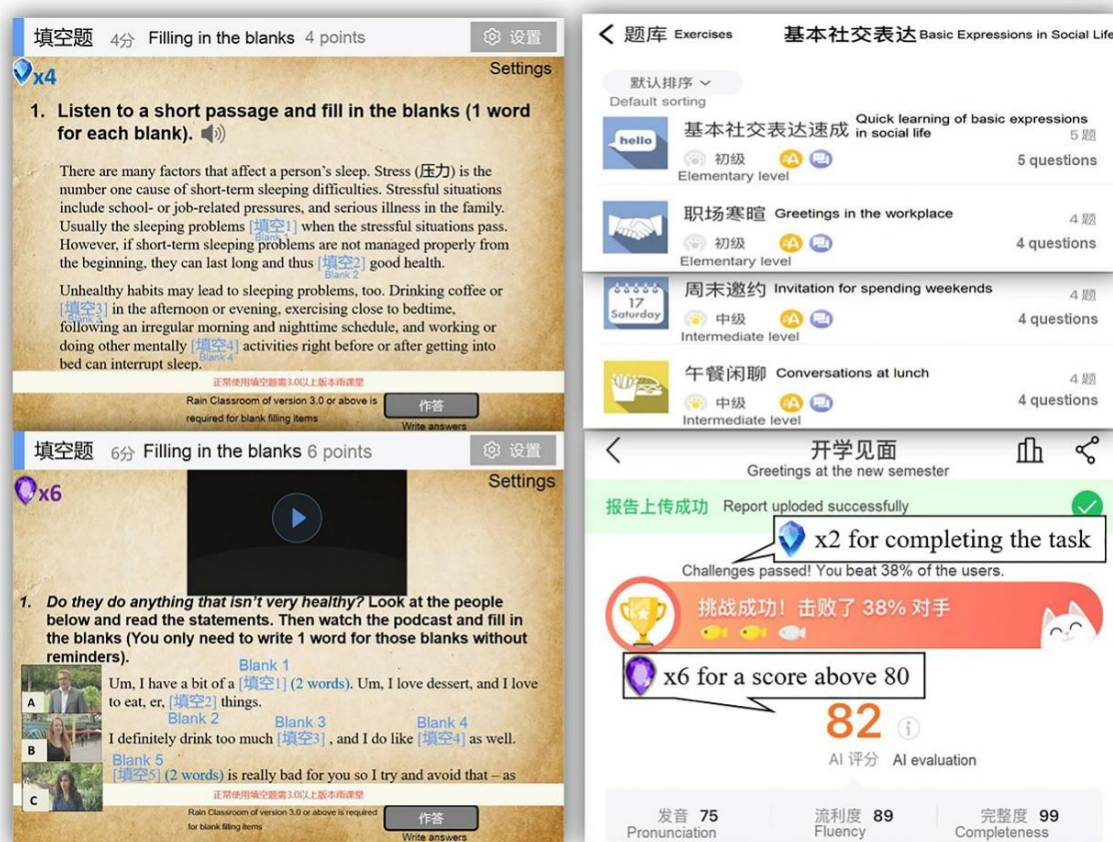 填空题 4分 Filling in the blanks 4 points 设置
x4
Settings
1. Listen to a short passage and fill in the blanks (1 word
for each blank).
There are many factors that affect a person's sleep. Stress (压力) is the
number one cause of short-term sleeping difficulties. Stressful situations
include school- or job-related pressures, and serious illness in the family.
Usually the sleeping problems [填空1] when the stressful situations pass.
Blank 1
However, if short-term sleeping problems are not managed properly from
the beginning, they can last long and thus [填空2] good health.
Blank 2
Unhealthy habits may lead to sleeping problems, too. Drinking coffee or
[填空3] in the afternoon or evening, exercising close to bedtime,
Blank 3
following an irregular morning and nighttime schedule, and working or
doing other mentally [填空4] activities right before or after getting into
Blank 4
bed can interrupt sleep.
正常使用填空题需3.0以上版本雨课堂
Rain Classroom of version 3.0 or above is
required for blank filling items
作答
Write answers
填空题 6分 Filling in the blanks 6 points 设置
x6
Settings
1. Do they do anything that isn't very healthy? Look at the people
below and read the statements. Then watch the podcast and fill in
the blanks (You only need to write 1 word for those blanks without
reminders).
Blank 1
A
Um, I have a bit of a [填空1] (2 words). Um, I love dessert, and I love
to eat, er, [填空2] things.
Blank 2 Blank 3 Blank 4
B
I definitely drink too much [填空3] , and I do like [填空4] as well.
Blank 5
C
[填空5] (2 words) is really bad for you so I try and avoid that – as
正常使用填空题需3.0以上版本雨课堂
Rain Classroom of version 3.0 or above is required
for blank filling items
作答
Write answers
题库 Exercises 基本社交表达 Basic Expressions in Social Life
默认排序
Default sorting
hello
基本社交表达速成 Quick learning of basic expressions
in social life
5 题
初级
5 questions
Elementary level
职场寒暄 Greetings in the workplace
4 题
初级
4 questions
Elementary level
17
Saturday
周末邀约 Invitation for spending weekends
4 题
中级
4 questions
Intermediate level
午餐闲聊 Conversations at lunch
4 题
中级
4 questions
Intermediate level
开学见面
Greetings at the new semester
报告上传成功 Report uploded successfully
x2 for completing the task
Challenges passed! You beat 38% of the users.
挑战成功！击败了 38% 对手
x6 for a score above 80
82
AI 评分 AI evaluation
发音 75 流利度 89 完整度 99
Pronunciation Fluency Completeness